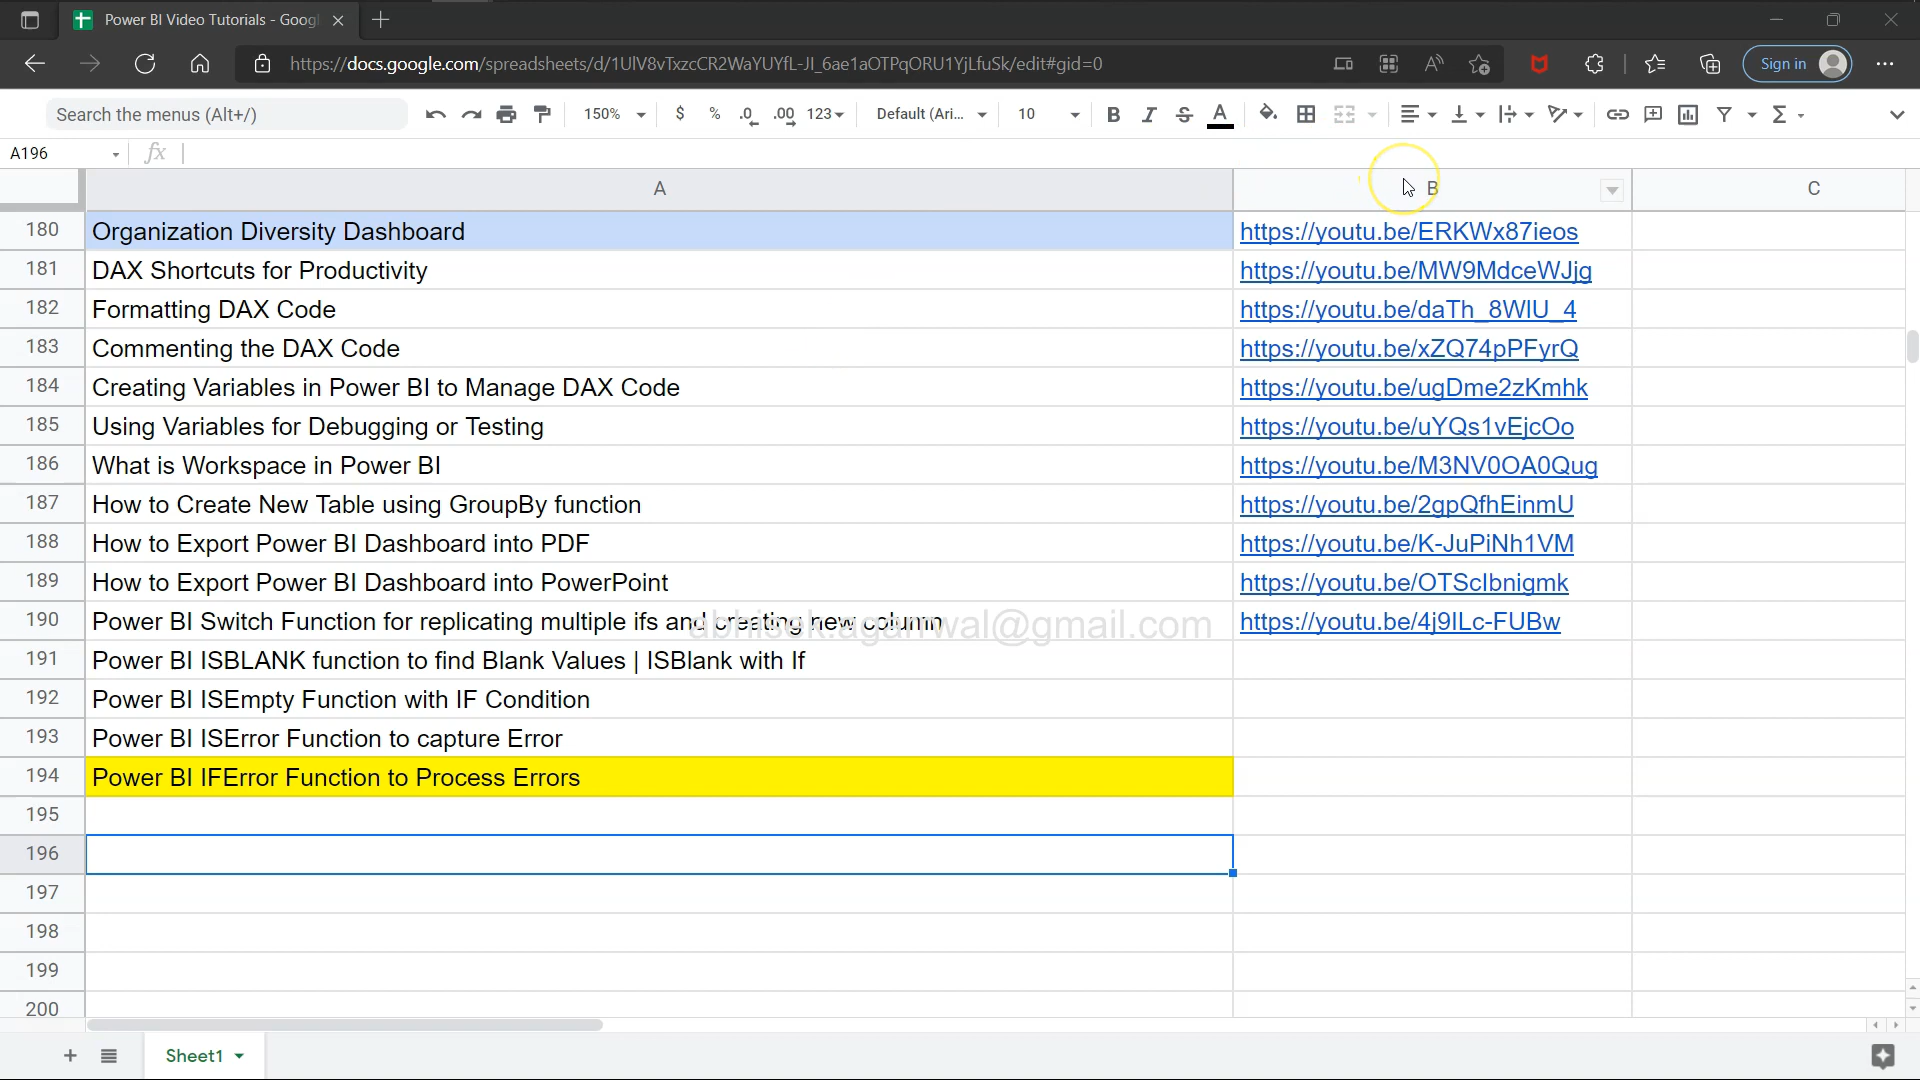 Power BI Video Tutorials - Goog
https://docs.google.com/spreadsheets/d/1UlV8vTxzcCR2WaYUYfL-JI_6ae1aOTPqORU1YjLfuSk/edit#gid=0
Sign in
Search the menus (Alt+/)
150%
$
%
.0
.00
123
Default (Ari...
10
B
I
S
A
A196
fx
A
B
C
180 Organization Diversity Dashboard https://youtu.be/ERKWx87ieos
181 DAX Shortcuts for Productivity https://youtu.be/MW9MdceWJjg
182 Formatting DAX Code https://youtu.be/daTh_8WlU_4
183 Commenting the DAX Code https://youtu.be/xZQ74pPFyrQ
184 Creating Variables in Power BI to Manage DAX Code https://youtu.be/ugDme2zKmhk
185 Using Variables for Debugging or Testing https://youtu.be/uYQs1vEjcOo
186 What is Workspace in Power BI https://youtu.be/M3NV0OA0Qug
187 How to Create New Table using GroupBy function https://youtu.be/2gpQfhEinmU
188 How to Export Power BI Dashboard into PDF https://youtu.be/K-JuPiNh1VM
189 How to Export Power BI Dashboard into PowerPoint https://youtu.be/OTSclbnigmk
190 Power BI Switch Function for replicating multiple ifs and creating new column https://youtu.be/4j9ILc-FUBw
191 Power BI ISBLANK function to find Blank Values | ISBlank with If
192 Power BI ISEmpty Function with IF Condition
193 Power BI ISError Function to capture Error
194 Power BI IFError Function to Process Errors
195
196
197
198
199
200
Sheet1